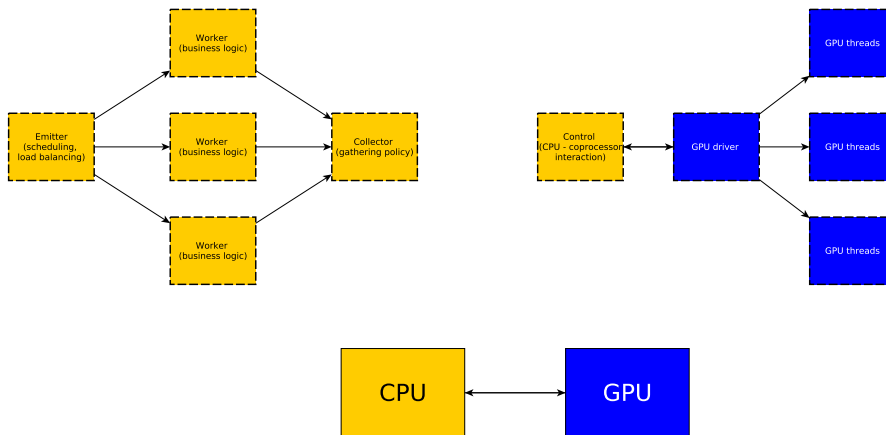 Worker
(business logic)
GPU threads
Emitter
(scheduling,
load balancing)
Worker
(business logic)
Collector
(gathering policy)
Control
(CPU - coprocessor
interaction)
GPU driver
GPU threads
Worker
(business logic)
GPU threads
CPU
GPU